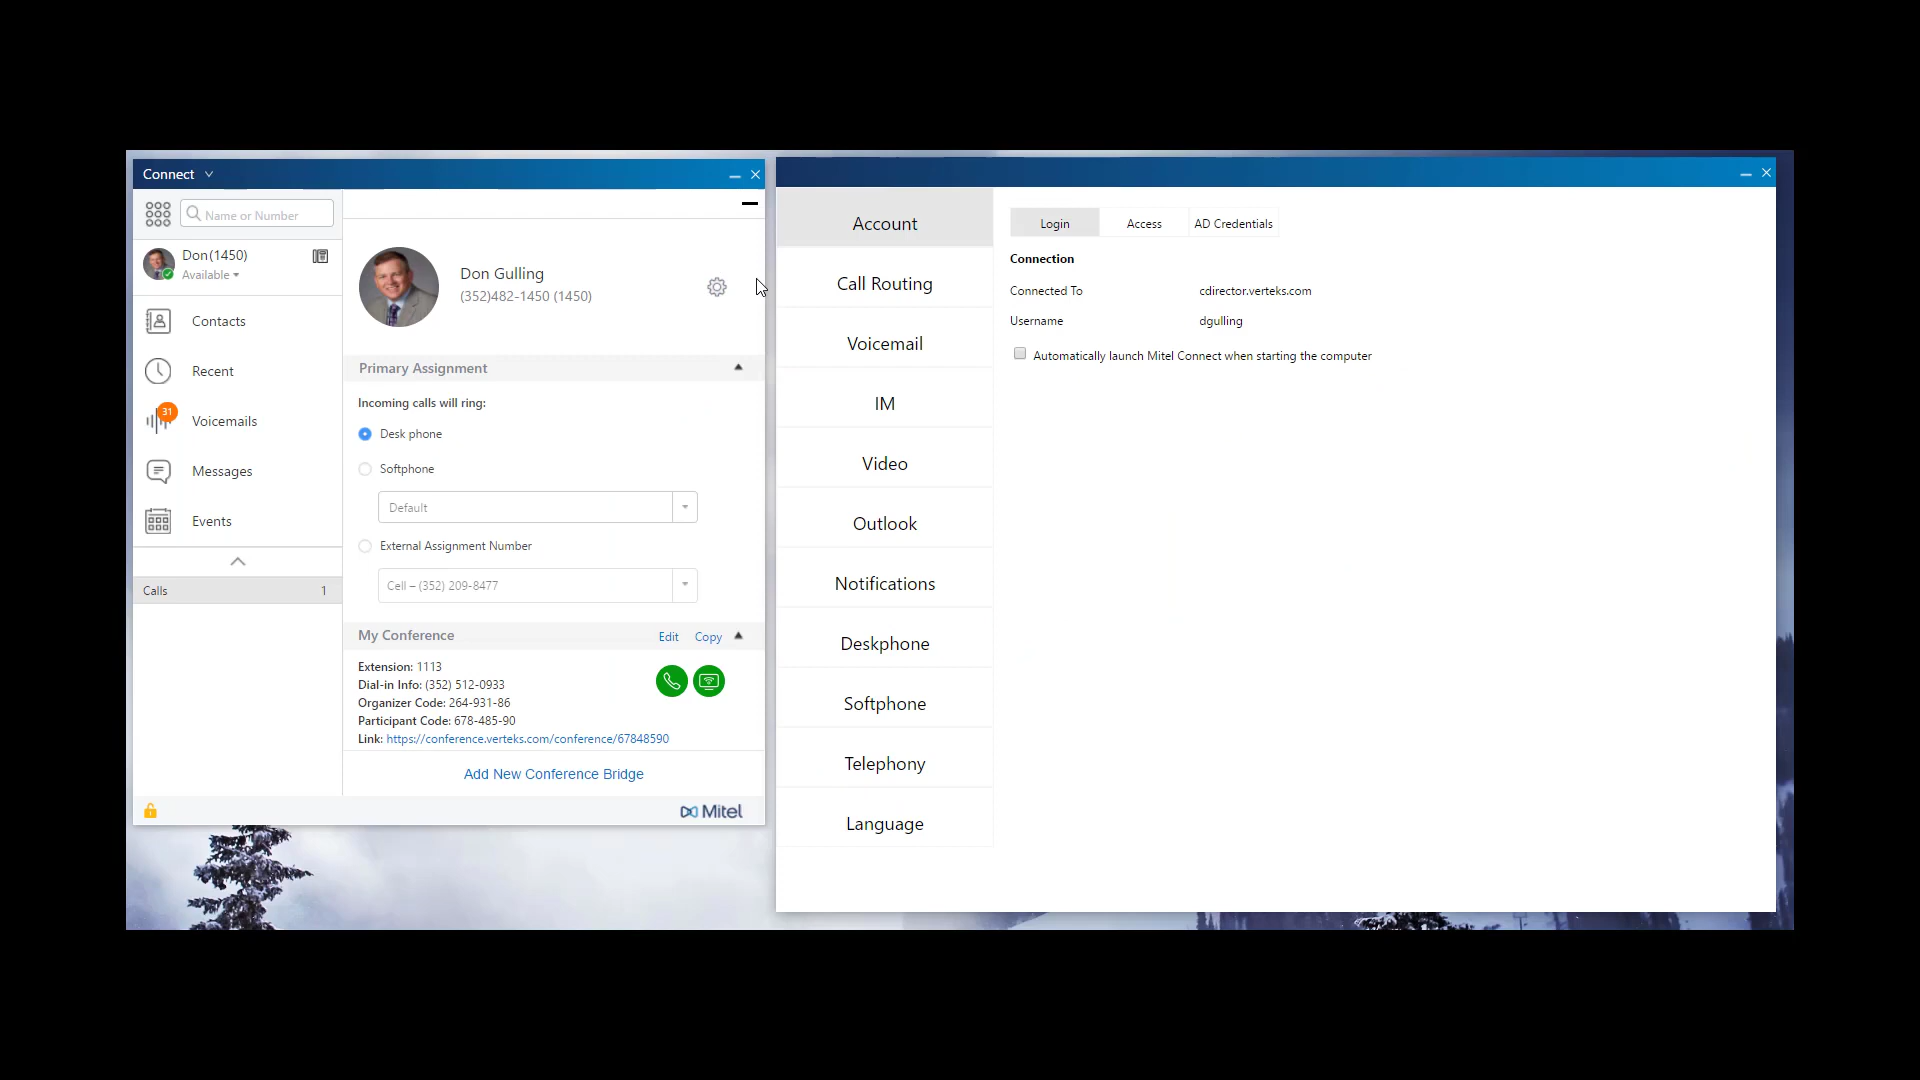 Connect
Name or Number
Don(1450)
Available
Contacts
Recent
31
Voicemails
Messages
Events
Calls 1
Don Gulling
(352)482-1450 (1450)
Primary Assignment
Incoming calls will ring:
Desk phone
Softphone
Default
External Assignment Number
Cell – (352) 209-8477
My Conference Edit Copy
Extension: 1113
Dial-in Info: (352) 512-0933
Organizer Code: 264-931-86
Participant Code: 678-485-90
Link: https://conference.verteks.com/conference/67848590
Add New Conference Bridge
Mitel
Account
Call Routing
Voicemail
IM
Video
Outlook
Notifications
Deskphone
Softphone
Telephony
Language
Login Access AD Credentials
Connection
Connected To cdirector.verteks.com
Username dgulling
Automatically launch Mitel Connect when starting the computer